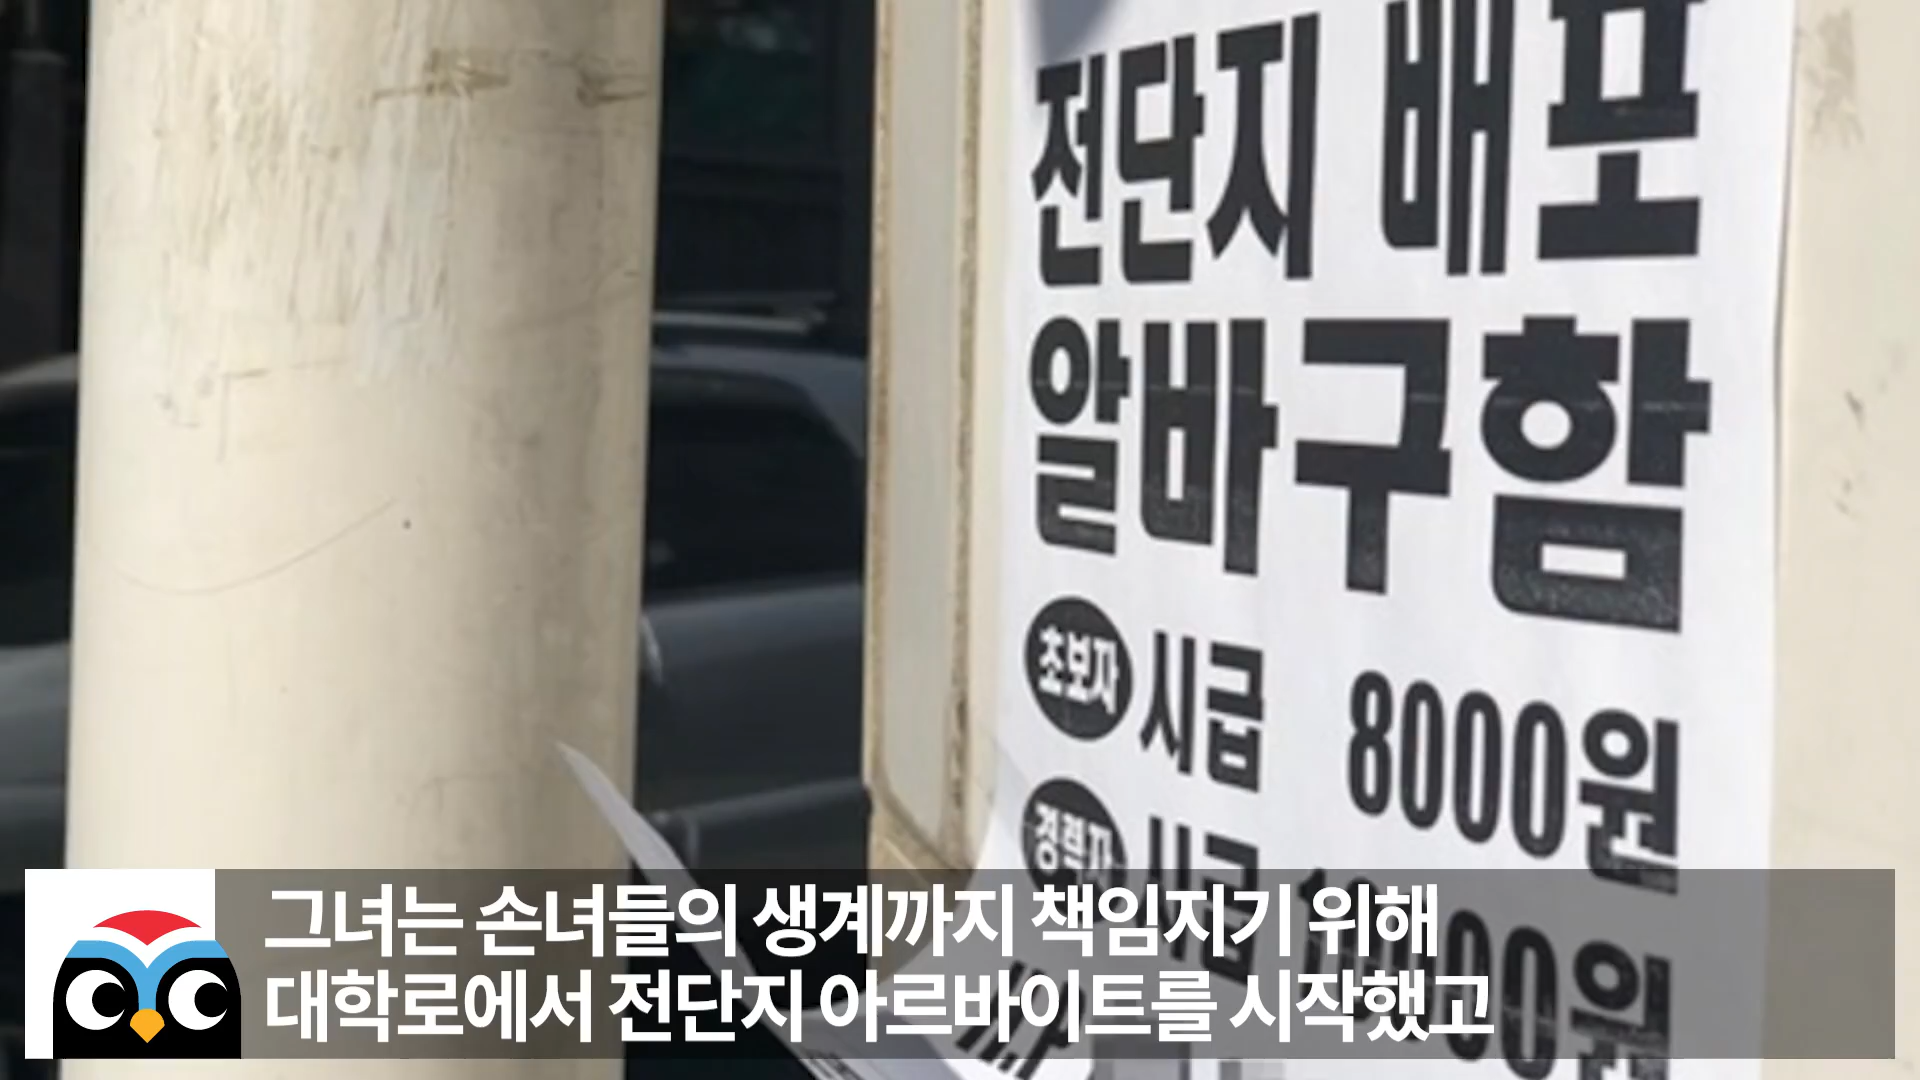 전단지 배포
알바구함
초보자 시급 8000원
경력자 시급
그녀는 손녀들의 생계까지 책임지기 위해
대학로에서 전단지 아르바이트를 시작했고